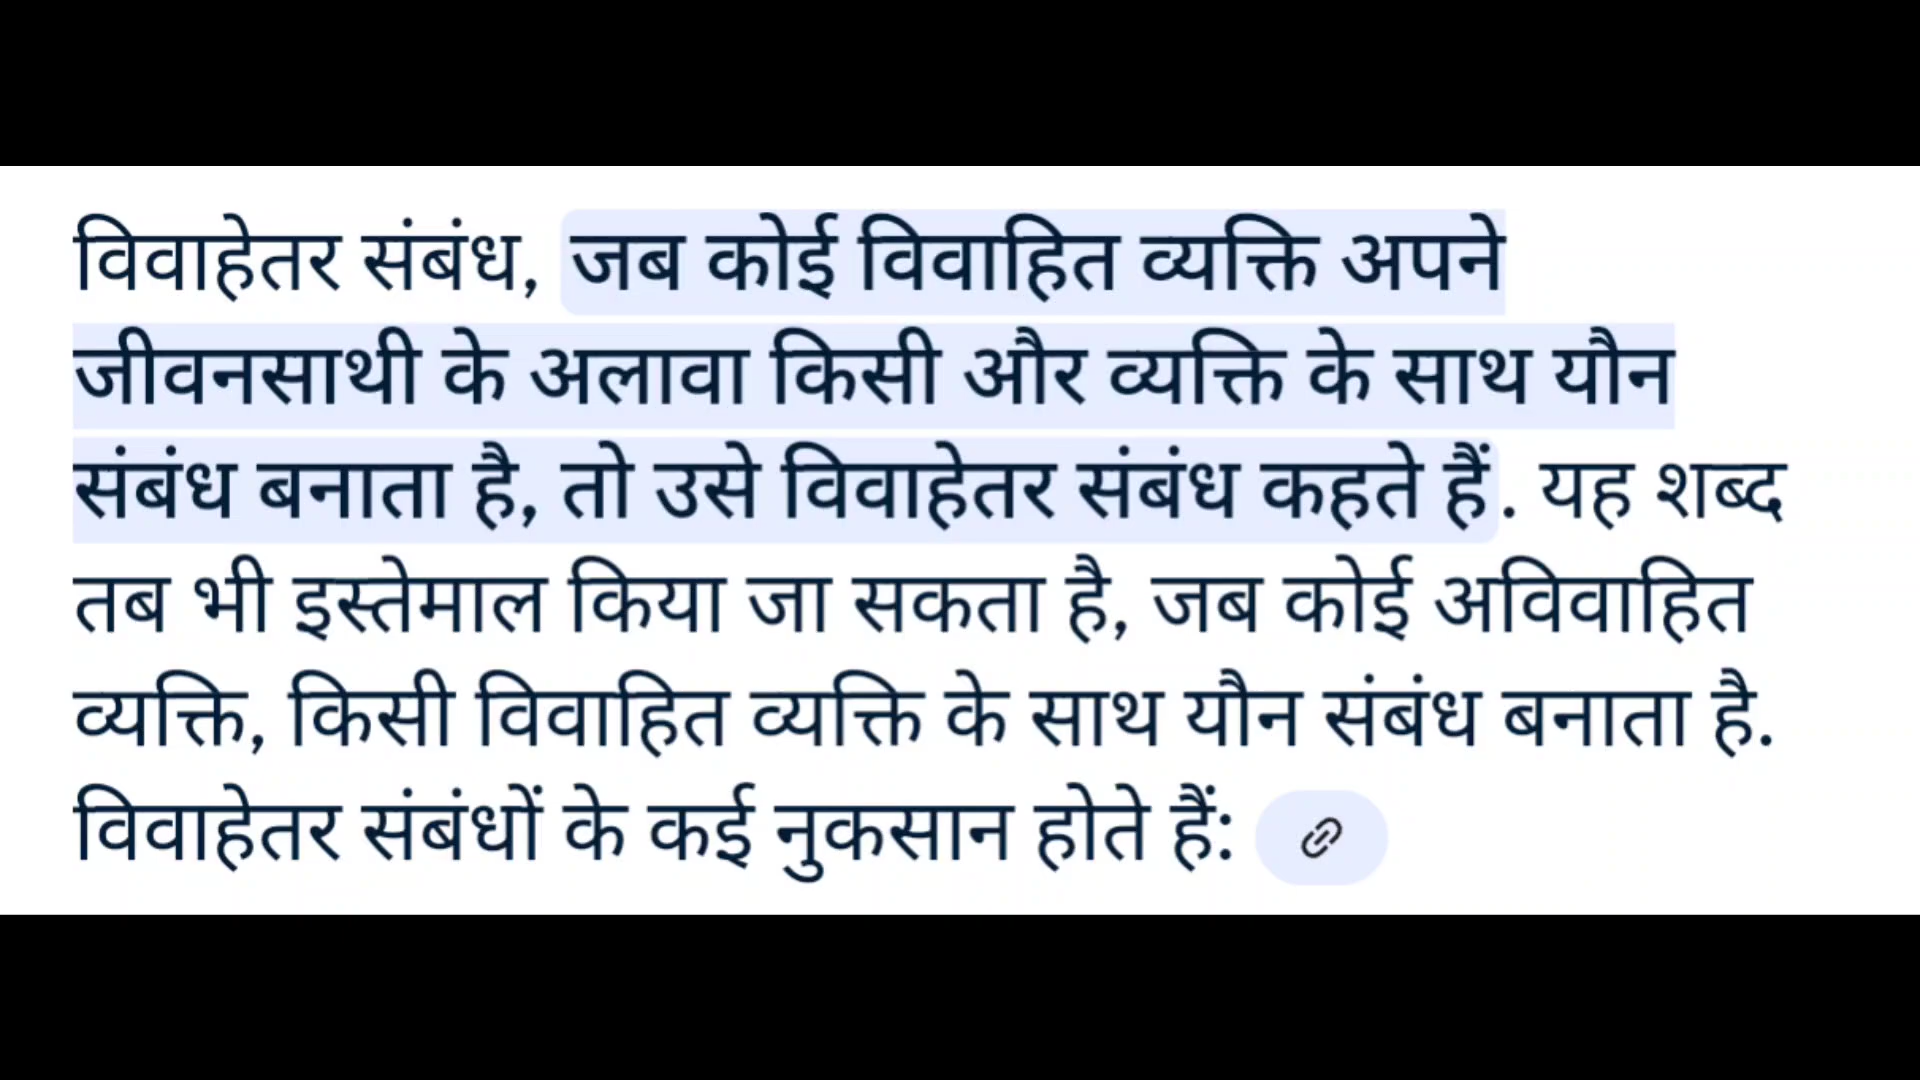 विवाहेतर संबंध, जब कोई विवाहित व्यक्ति अपने
जीवनसाथी के अलावा किसी और व्यक्ति के साथ यौन
संबंध बनाता है, तो उसे विवाहेतर संबंध कहते हैं. यह शब्द
तब भी इस्तेमाल किया जा सकता है, जब कोई अविवाहित
व्यक्ति, किसी विवाहित व्यक्ति के साथ यौन संबंध बनाता है.
विवाहेतर संबंधों के कई नुकसान होते हैं: